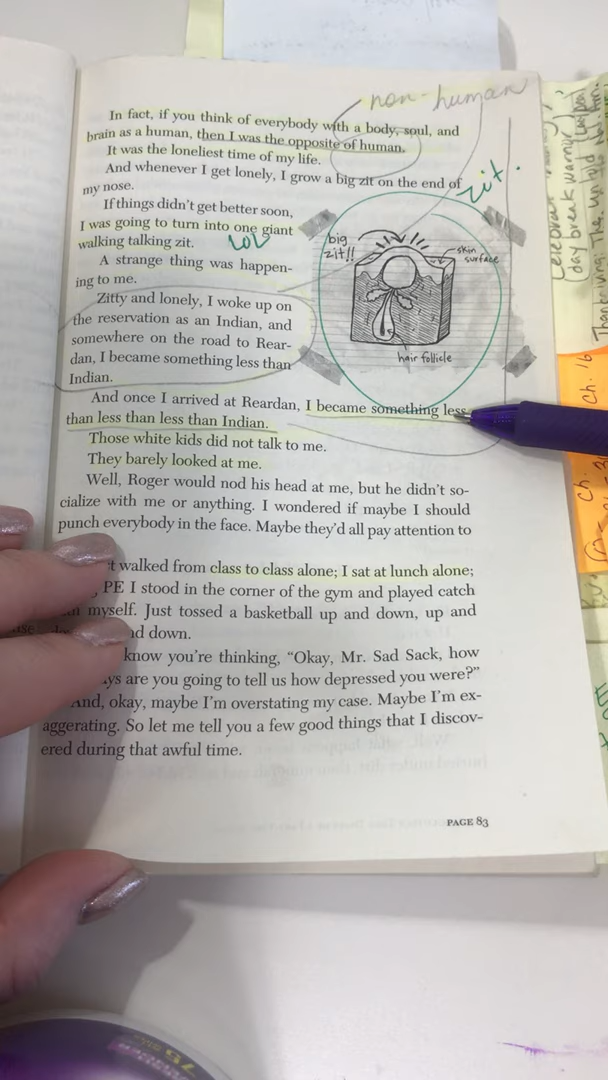 non-human
In fact, if you think of everybody with a body, soul, and
brain as a human, then I was the opposite of human.
It was the loneliest time of my life.
And whenever I get lonely, I grow a big zit on the end of
my nose.
zit.
If things didn't get better soon,
I was going to turn into one giant
walking talking zit.
lol
A strange thing was happen-
ing to me.
Zitty and lonely, I woke up on
the reservation as an Indian, and
somewhere on the road to Rear-
dan, I became something less than
Indian.
big
zit!!
skin
surface
hair follicle
And once I arrived at Reardan, I became something less
than less than less than Indian.
Those white kids did not talk to me.
They barely looked at me.
Well, Roger would nod his head at me, but he didn't so-
cialize with me or anything. I wondered if maybe I should
punch everybody in the face. Maybe they'd all pay attention to
walked from class to class alone; I sat at lunch alone;
PE I stood in the corner of the gym and played catch
myself. Just tossed a basketball up and down, up and
down.
know you're thinking, "Okay, Mr. Sad Sack, how
are you going to tell us how depressed you were?"
And, okay, maybe I'm overstating my case. Maybe I'm ex-
aggerating. So let me tell you a few good things that I discov-
ered during that awful time.
PAGE 83
day break warrior
Thanksgiving: The
ch. 16
ch.
75